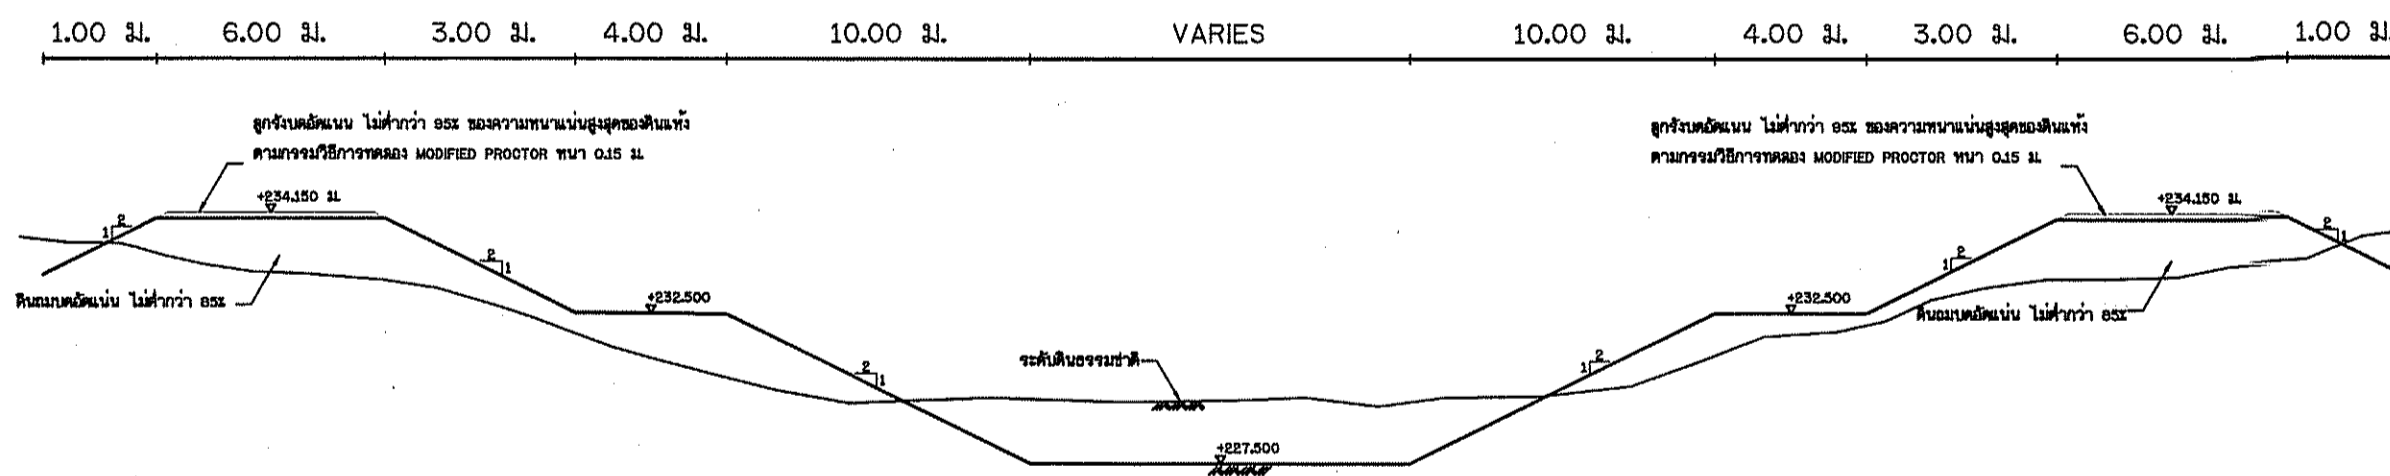 1.00 ม. 6.00 ม. 3.00 ม. 4.00 ม. 10.00 ม. VARIES 10.00 ม. 4.00 ม. 3.00 ม. 6.00 ม. 1.00 ม.
ลูกรังบดอัดแนน ไม่ต่ำกว่า 95% ของความหนาแน่นสูงสุดของดินแห้ง
ตามกรรมวิธีการทดลอง MODIFIED PROCTOR หนา 0.15 ม.
ลูกรังบดอัดแนน ไม่ต่ำกว่า 95% ของความหนาแน่นสูงสุดของดินแห้ง
ตามกรรมวิธีการทดลอง MODIFIED PROCTOR หนา 0.15 ม.
+234.150 ม.
+234.150 ม.
2
1
2
1
2
1
2
1
ดินถมบดอัดแน่น ไม่ต่ำกว่า 85%
+232.500
+232.500
ดินถมบดอัดแน่น ไม่ต่ำกว่า 85%
ระดับดินธรรมชาติ
2
1
2
1
+227.500